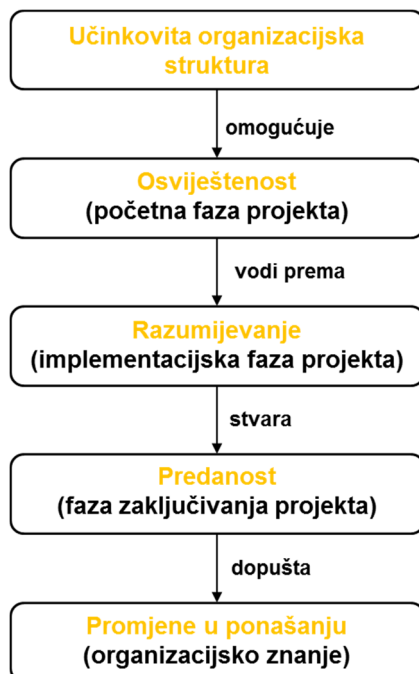 Učinkovita organizacijska
struktura
omogućuje
Osviještenost
(početna faza projekta)
vodi prema
Razumijevanje
(implementacijska faza projekta)
stvara
Predanost
(faza zaključivanja projekta)
dopušta
Promjene u ponašanju
(organizacijsko znanje)